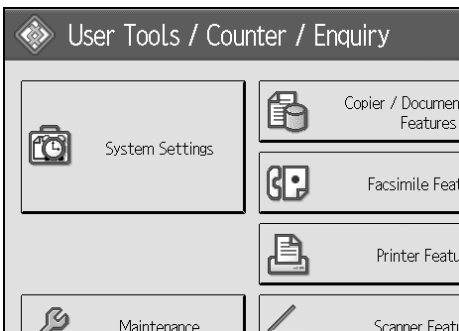 User Tools / Counter / Enquiry
System Settings
Copier / Documen
Features
Facsimile Feat
Printer Featu
Maintenance
Scanner Featu